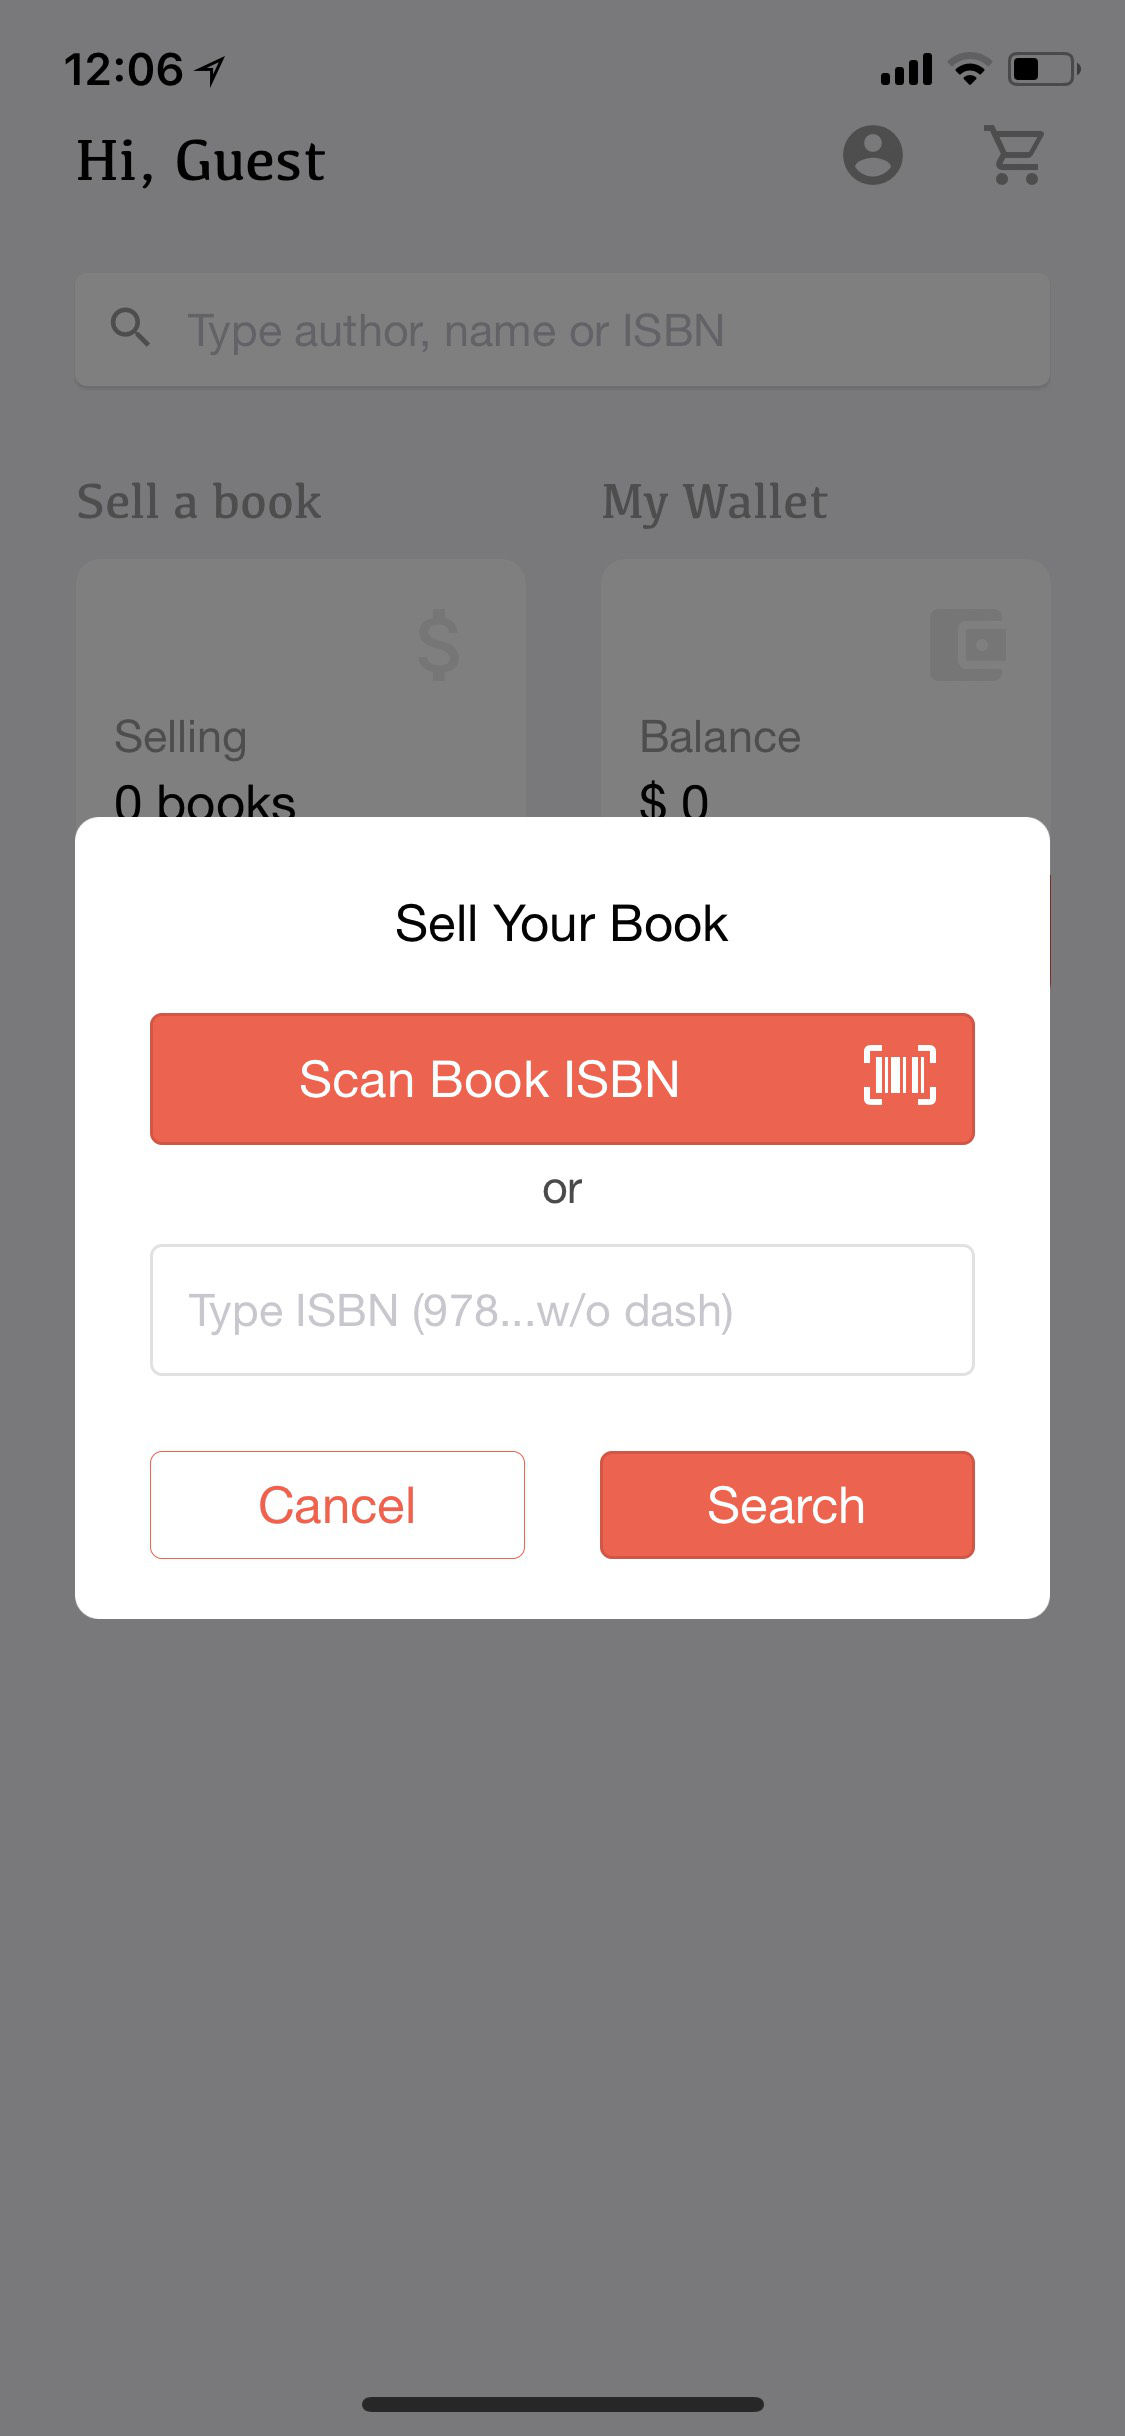 12:06
Hi, Guest
Type author, name or ISBN
Sell a book
My Wallet
Selling
Balance
0 books
$ 0
Sell Your Book
Scan Book ISBN
or
Type ISBN (978...w/o dash)
Cancel
Search